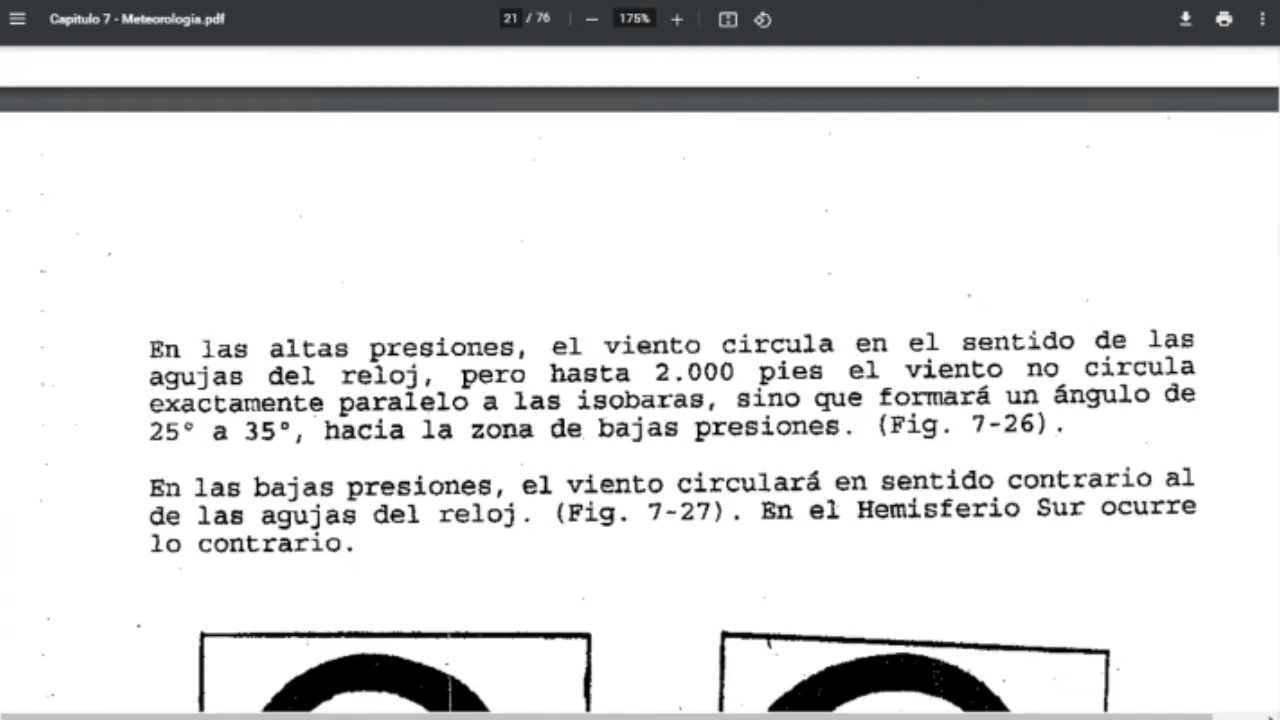 Capitulo 7 - Meteorologia.pdf
21 / 76
175%
En las altas presiones, el viento circula en el sentido de las
agujas del reloj, pero hasta 2.000 pies el viento no circula
exactamente paralelo a las isobaras, sino que formará un ángulo de
25° a 35°, hacia la zona de bajas presiones. (Fig. 7-26).
En las bajas presiones, el viento circulará en sentido contrario al
de las agujas del reloj. (Fig. 7-27). En el Hemisferio Sur ocurre
lo contrario.